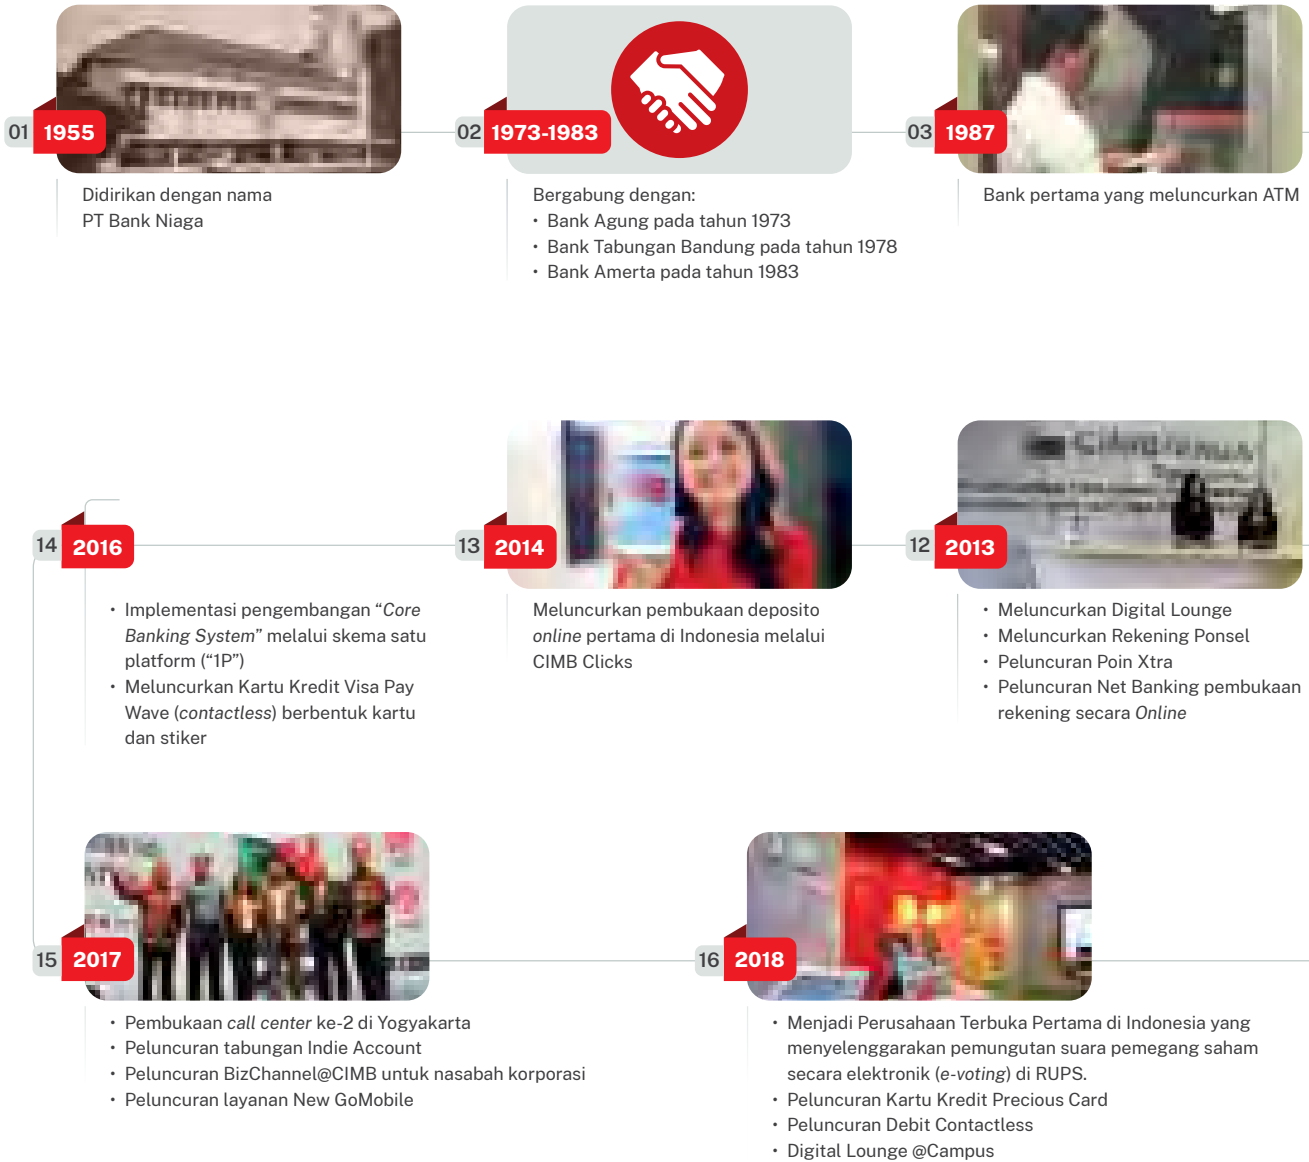 01 1955
Didirikan dengan nama
PT Bank Niaga
02 1973-1983
Bergabung dengan:
• Bank Agung pada tahun 1973
• Bank Tabungan Bandung pada tahun 1978
• Bank Amerta pada tahun 1983
03 1987
Bank pertama yang meluncurkan ATM
14 2016
• Implementasi pengembangan “Core
Banking System” melalui skema satu
platform (“1P”)
• Meluncurkan Kartu Kredit Visa Pay
Wave (contactless) berbentuk kartu
dan stiker
13 2014
Meluncurkan pembukaan deposito
online pertama di Indonesia melalui
CIMB Clicks
12 2013
• Meluncurkan Digital Lounge
• Meluncurkan Rekening Ponsel
• Peluncuran Poin Xtra
• Peluncuran Net Banking pembukaan
rekening secara Online
15 2017
• Pembukaan call center ke-2 di Yogyakarta
• Peluncuran tabungan Indie Account
• Peluncuran BizChannel@CIMB untuk nasabah korporasi
• Peluncuran layanan New GoMobile
16 2018
• Menjadi Perusahaan Terbuka Pertama di Indonesia yang
menyelenggarakan pemungutan suara pemegang saham
secara elektronik (e-voting) di RUPS.
• Peluncuran Kartu Kredit Precious Card
• Peluncuran Debit Contactless
• Digital Lounge @Campus